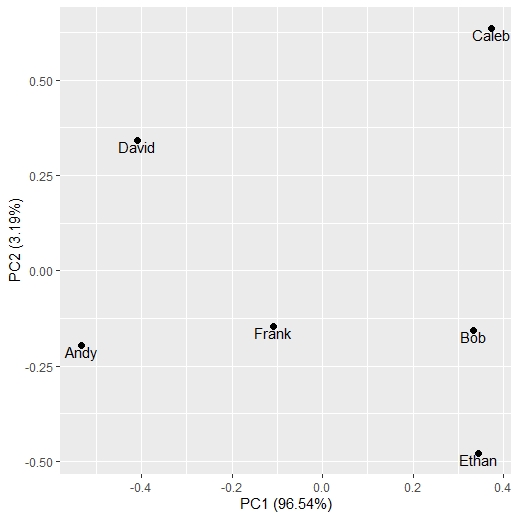 Caleb
0.50
David
0.25
PC2 (3.19%)
0.00
Frank
Bob
Andy
-0.25
Ethan
-0.50
-0.4
-0.2
0.0
0.2
0.4
PC1 (96.54%)